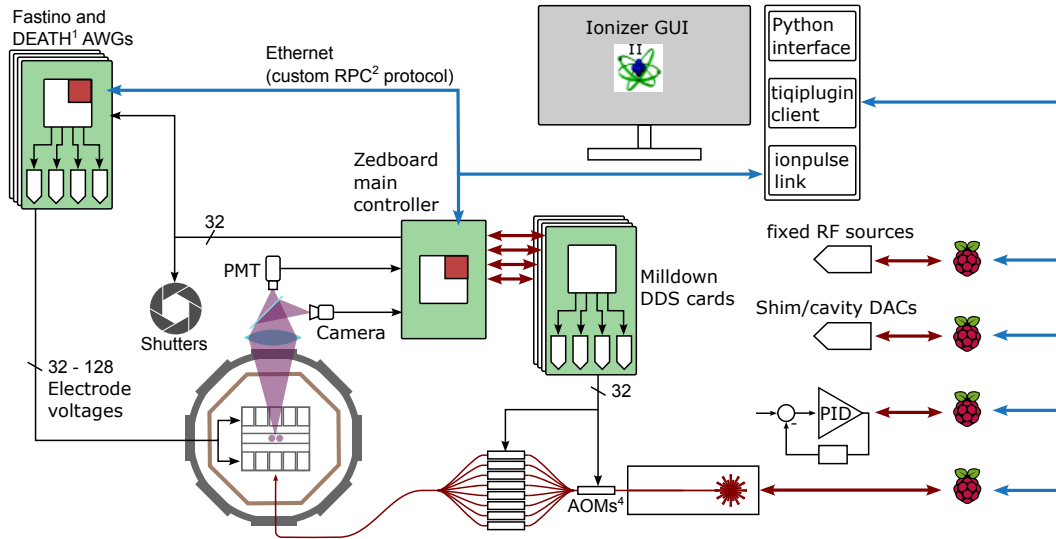 Fastino and
DEATH¹ AWGs
Ethernet
(custom RPC² protocol)
Ionizer GUI
II
Python
interface
tiqiplugin
client
ionpulse
link
Zedboard
main
controller
32
PMT
Camera
Shutters
Milldown
DDS cards
fixed RF sources
Shim/cavity DACs
32 - 128
Electrode
voltages
32
PID
-
AOMs⁴